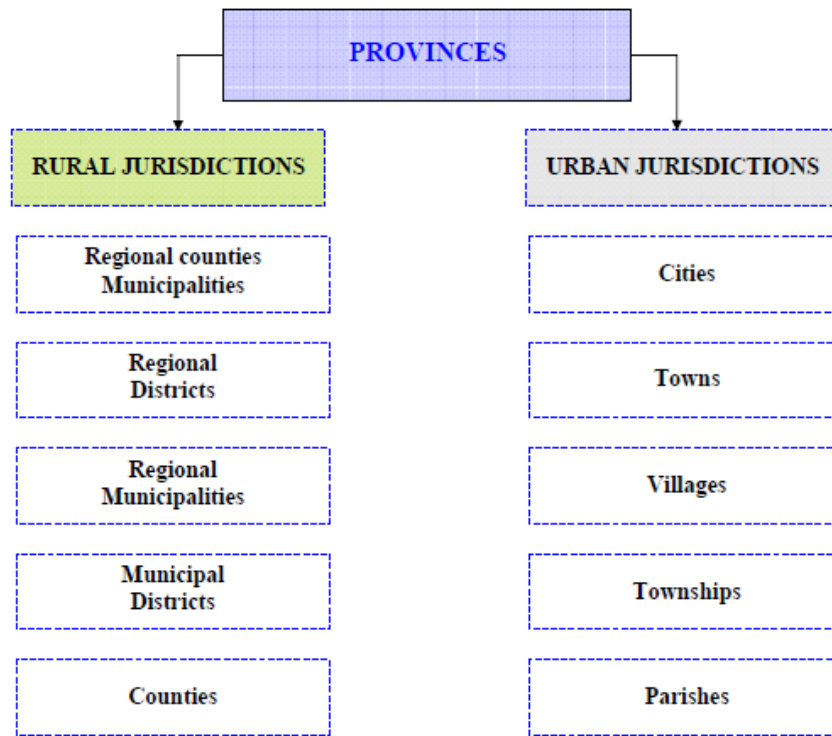 PROVINCES
RURAL JURISDICTIONS
URBAN JURISDICTIONS
Regional counties
Municipalities
Cities
Regional
Districts
Towns
Regional
Municipalities
Villages
Municipal
Districts
Townships
Counties
Parishes